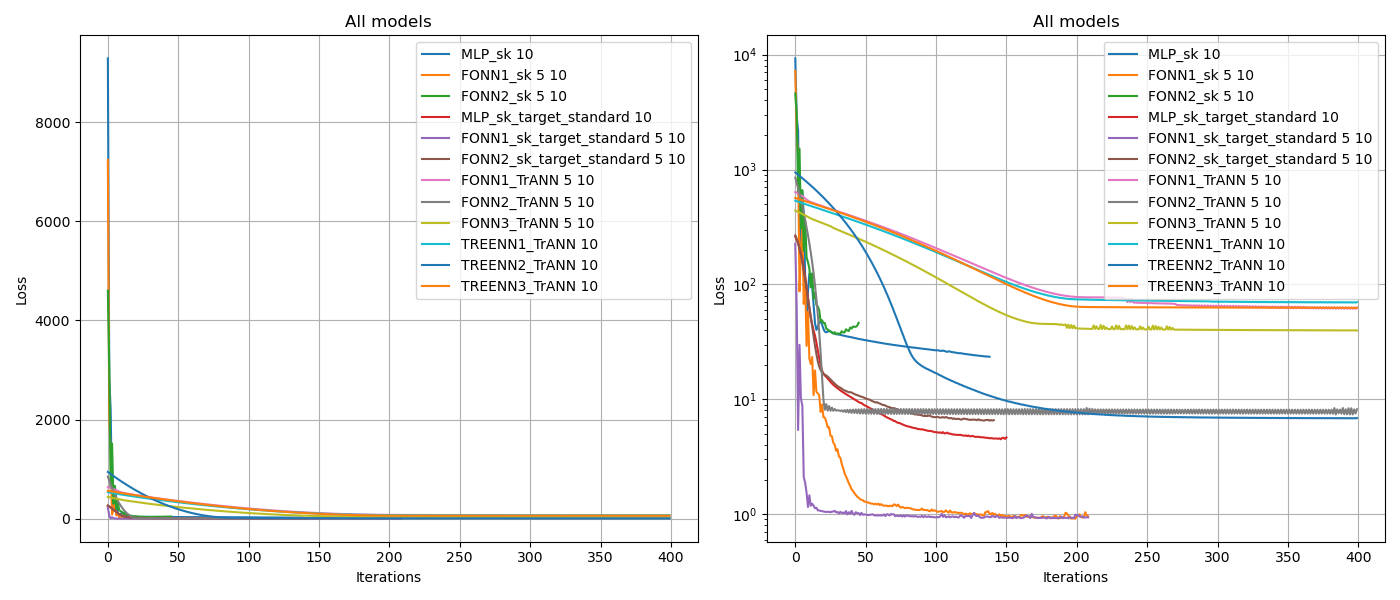 All models
Loss
8000
6000
4000
2000
0
0 50 100 150 200 250 300 350 400
Iterations
MLP_sk 10
FONN1_sk 5 10
FONN2_sk 5 10
MLP_sk_target_standard 10
FONN1_sk_target_standard 5 10
FONN2_sk_target_standard 5 10
FONN1_TrANN 5 10
FONN2_TrANN 5 10
FONN3_TrANN 5 10
TREENN1_TrANN 10
TREENN2_TrANN 10
TREENN3_TrANN 10
All models
Loss
10⁴
10³
10²
10¹
10⁰
0 50 100 150 200 250 300 350 400
Iterations
MLP_sk 10
FONN1_sk 5 10
FONN2_sk 5 10
MLP_sk_target_standard 10
FONN1_sk_target_standard 5 10
FONN2_sk_target_standard 5 10
FONN1_TrANN 5 10
FONN2_TrANN 5 10
FONN3_TrANN 5 10
TREENN1_TrANN 10
TREENN2_TrANN 10
TREENN3_TrANN 10